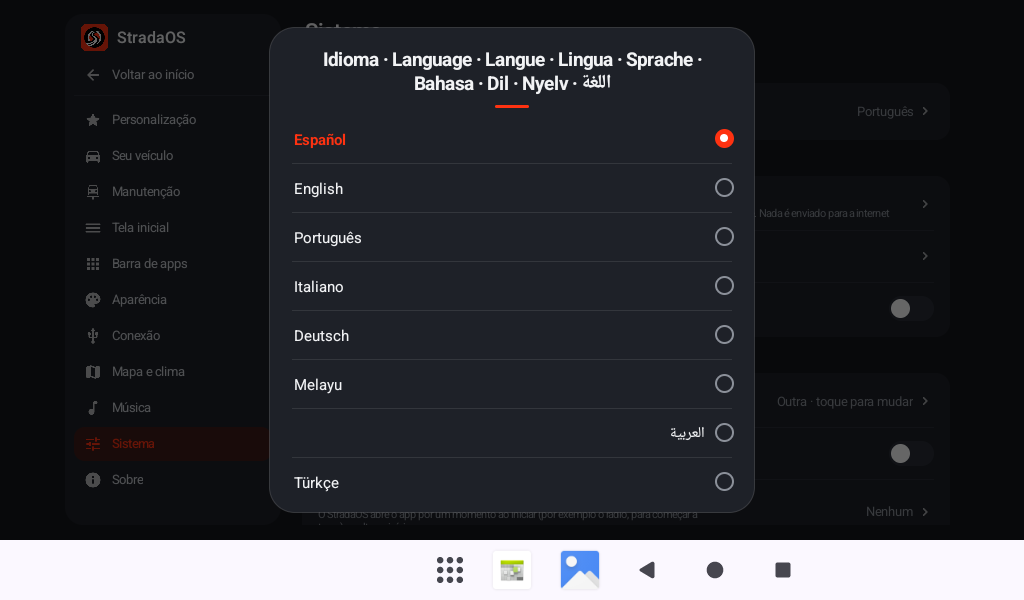 StradaOS
Voltar ao início
Personalização
Seu veículo
Manutenção
Tela inicial
Barra de apps
Aparência
Conexão
Mapa e clima
Música
Sistema
Sobre
Sistema
Idioma · Language · Langue · Lingua · Sprache ·
Bahasa · Dil · Nyelv · اللغة
Español
English
Português
Italiano
Deutsch
Melayu
العربية
Türkçe
Português
. Nada é enviado para a internet
Outra · toque para mudar
Nenhum
O StradaOS abre o app por um momento ao iniciar (por exemplo o rádio, para começar a